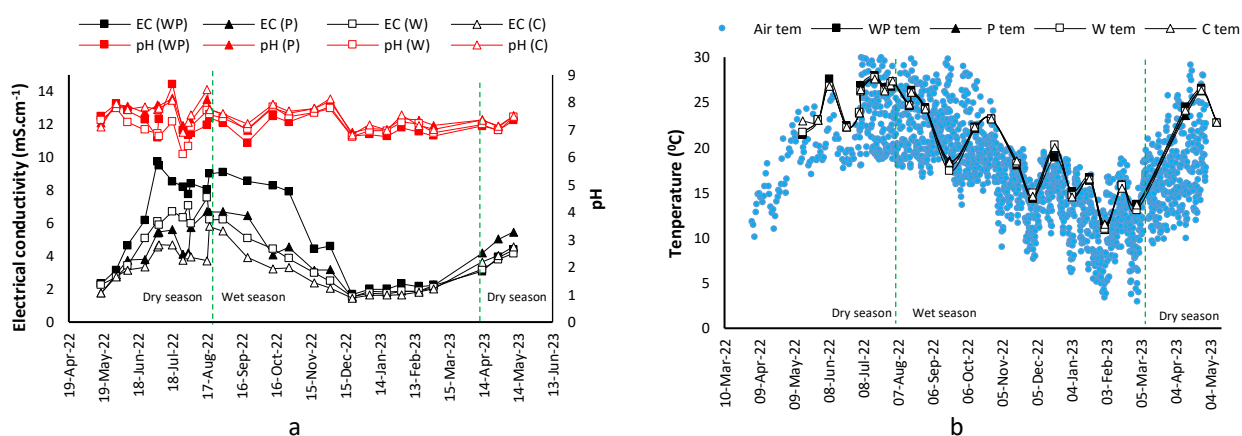 EC (WP) EC (P) EC (W) EC (C)
pH (WP) pH (P) pH (W) pH (C)
Electrical conductivity (mS.cm⁻¹)
14
12
10
8
6
4
2
0
9
8
7
6
5
4
3
2
1
0
pH
Dry season
Wet season
Dry season
19-Apr-22
19-May-22
18-Jun-22
18-Jul-22
17-Aug-22
16-Sep-22
16-Oct-22
15-Nov-22
15-Dec-22
14-Jan-23
13-Feb-23
15-Mar-23
14-Apr-23
14-May-23
13-Jun-23
a
Air tem WP tem P tem W tem C tem
Temperature (⁰C)
30
25
20
15
10
5
0
Dry season
Wet season
Dry season
10-Mar-22
09-Apr-22
09-May-22
08-Jun-22
08-Jul-22
07-Aug-22
06-Sep-22
06-Oct-22
05-Nov-22
05-Dec-22
04-Jan-23
03-Feb-23
05-Mar-23
04-Apr-23
04-May-23
b